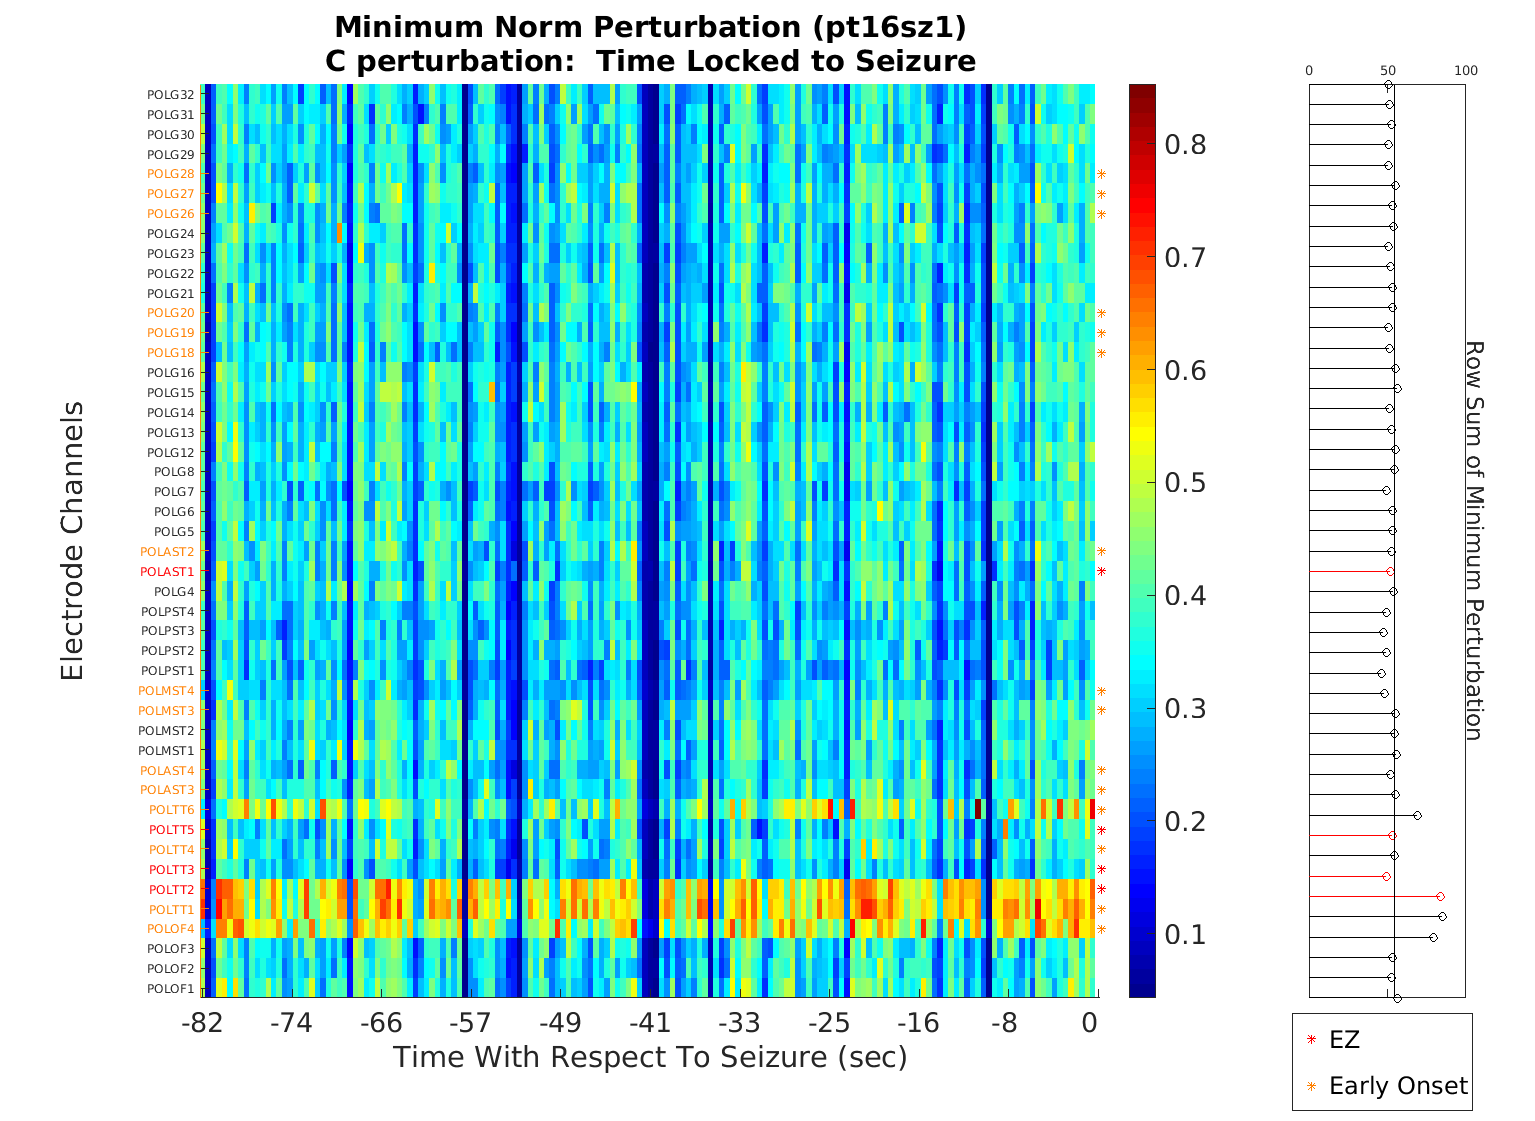 Minimum Norm Perturbation (pt16sz1)
C perturbation:  Time Locked to Seizure
Electrode Channels
POLG32
POLG31
POLG30
POLG29
POLG28
POLG27
POLG26
POLG24
POLG23
POLG22
POLG21
POLG20
POLG19
POLG18
POLG16
POLG15
POLG14
POLG13
POLG12
POLG8
POLG7
POLG6
POLG5
POLAST2
POLAST1
POLG4
POLPST4
POLPST3
POLPST2
POLPST1
POLMST4
POLMST3
POLMST2
POLMST1
POLAST4
POLAST3
POLTT6
POLTT5
POLTT4
POLTT3
POLTT2
POLTT1
POLOF4
POLOF3
POLOF2
POLOF1
-82 -74 -66 -57 -49 -41 -33 -25 -16 -8 0
Time With Respect To Seizure (sec)
0.8
0.7
0.6
0.5
0.4
0.3
0.2
0.1
0 50 100
Row Sum of Minimum Perturbation
EZ
Early Onset